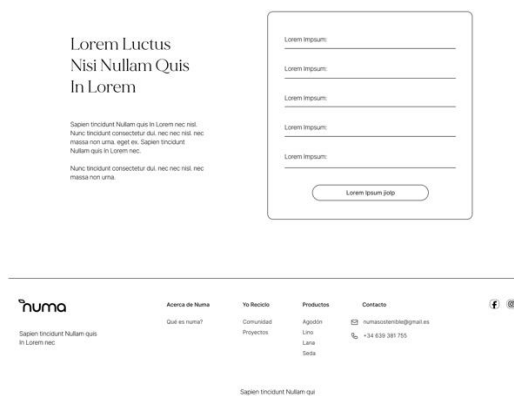 Lorem Luctus
Nisi Nullam Quis
In Lorem
Sapien tincidunt Nullam quis In Lorem nec nisl.
Nunc tincidunt consectetur dui, nec nec nisl, nec
massa non urna, eget ex. Sapien tincidunt
Nullam quis In Lorem nec.
Nunc tincidunt consectetur dui, nec nec nisl, nec
massa non urna.
Lorem Impsum:
Lorem Impsum:
Lorem Impsum:
Lorem Impsum:
Lorem Impsum:
Lorem Ipsum jiolp
numa
Sapien tincidunt Nullam quis
In Lorem nec
Acerca de Numa
Qué es numa?
Yo Reciclo
Comunidad
Proyectos
Productos
Agodón
Lino
Lana
Seda
Contacto
numasostenible@gmail.es
+34 639 381 755
Sapien tincidunt Nullam qui